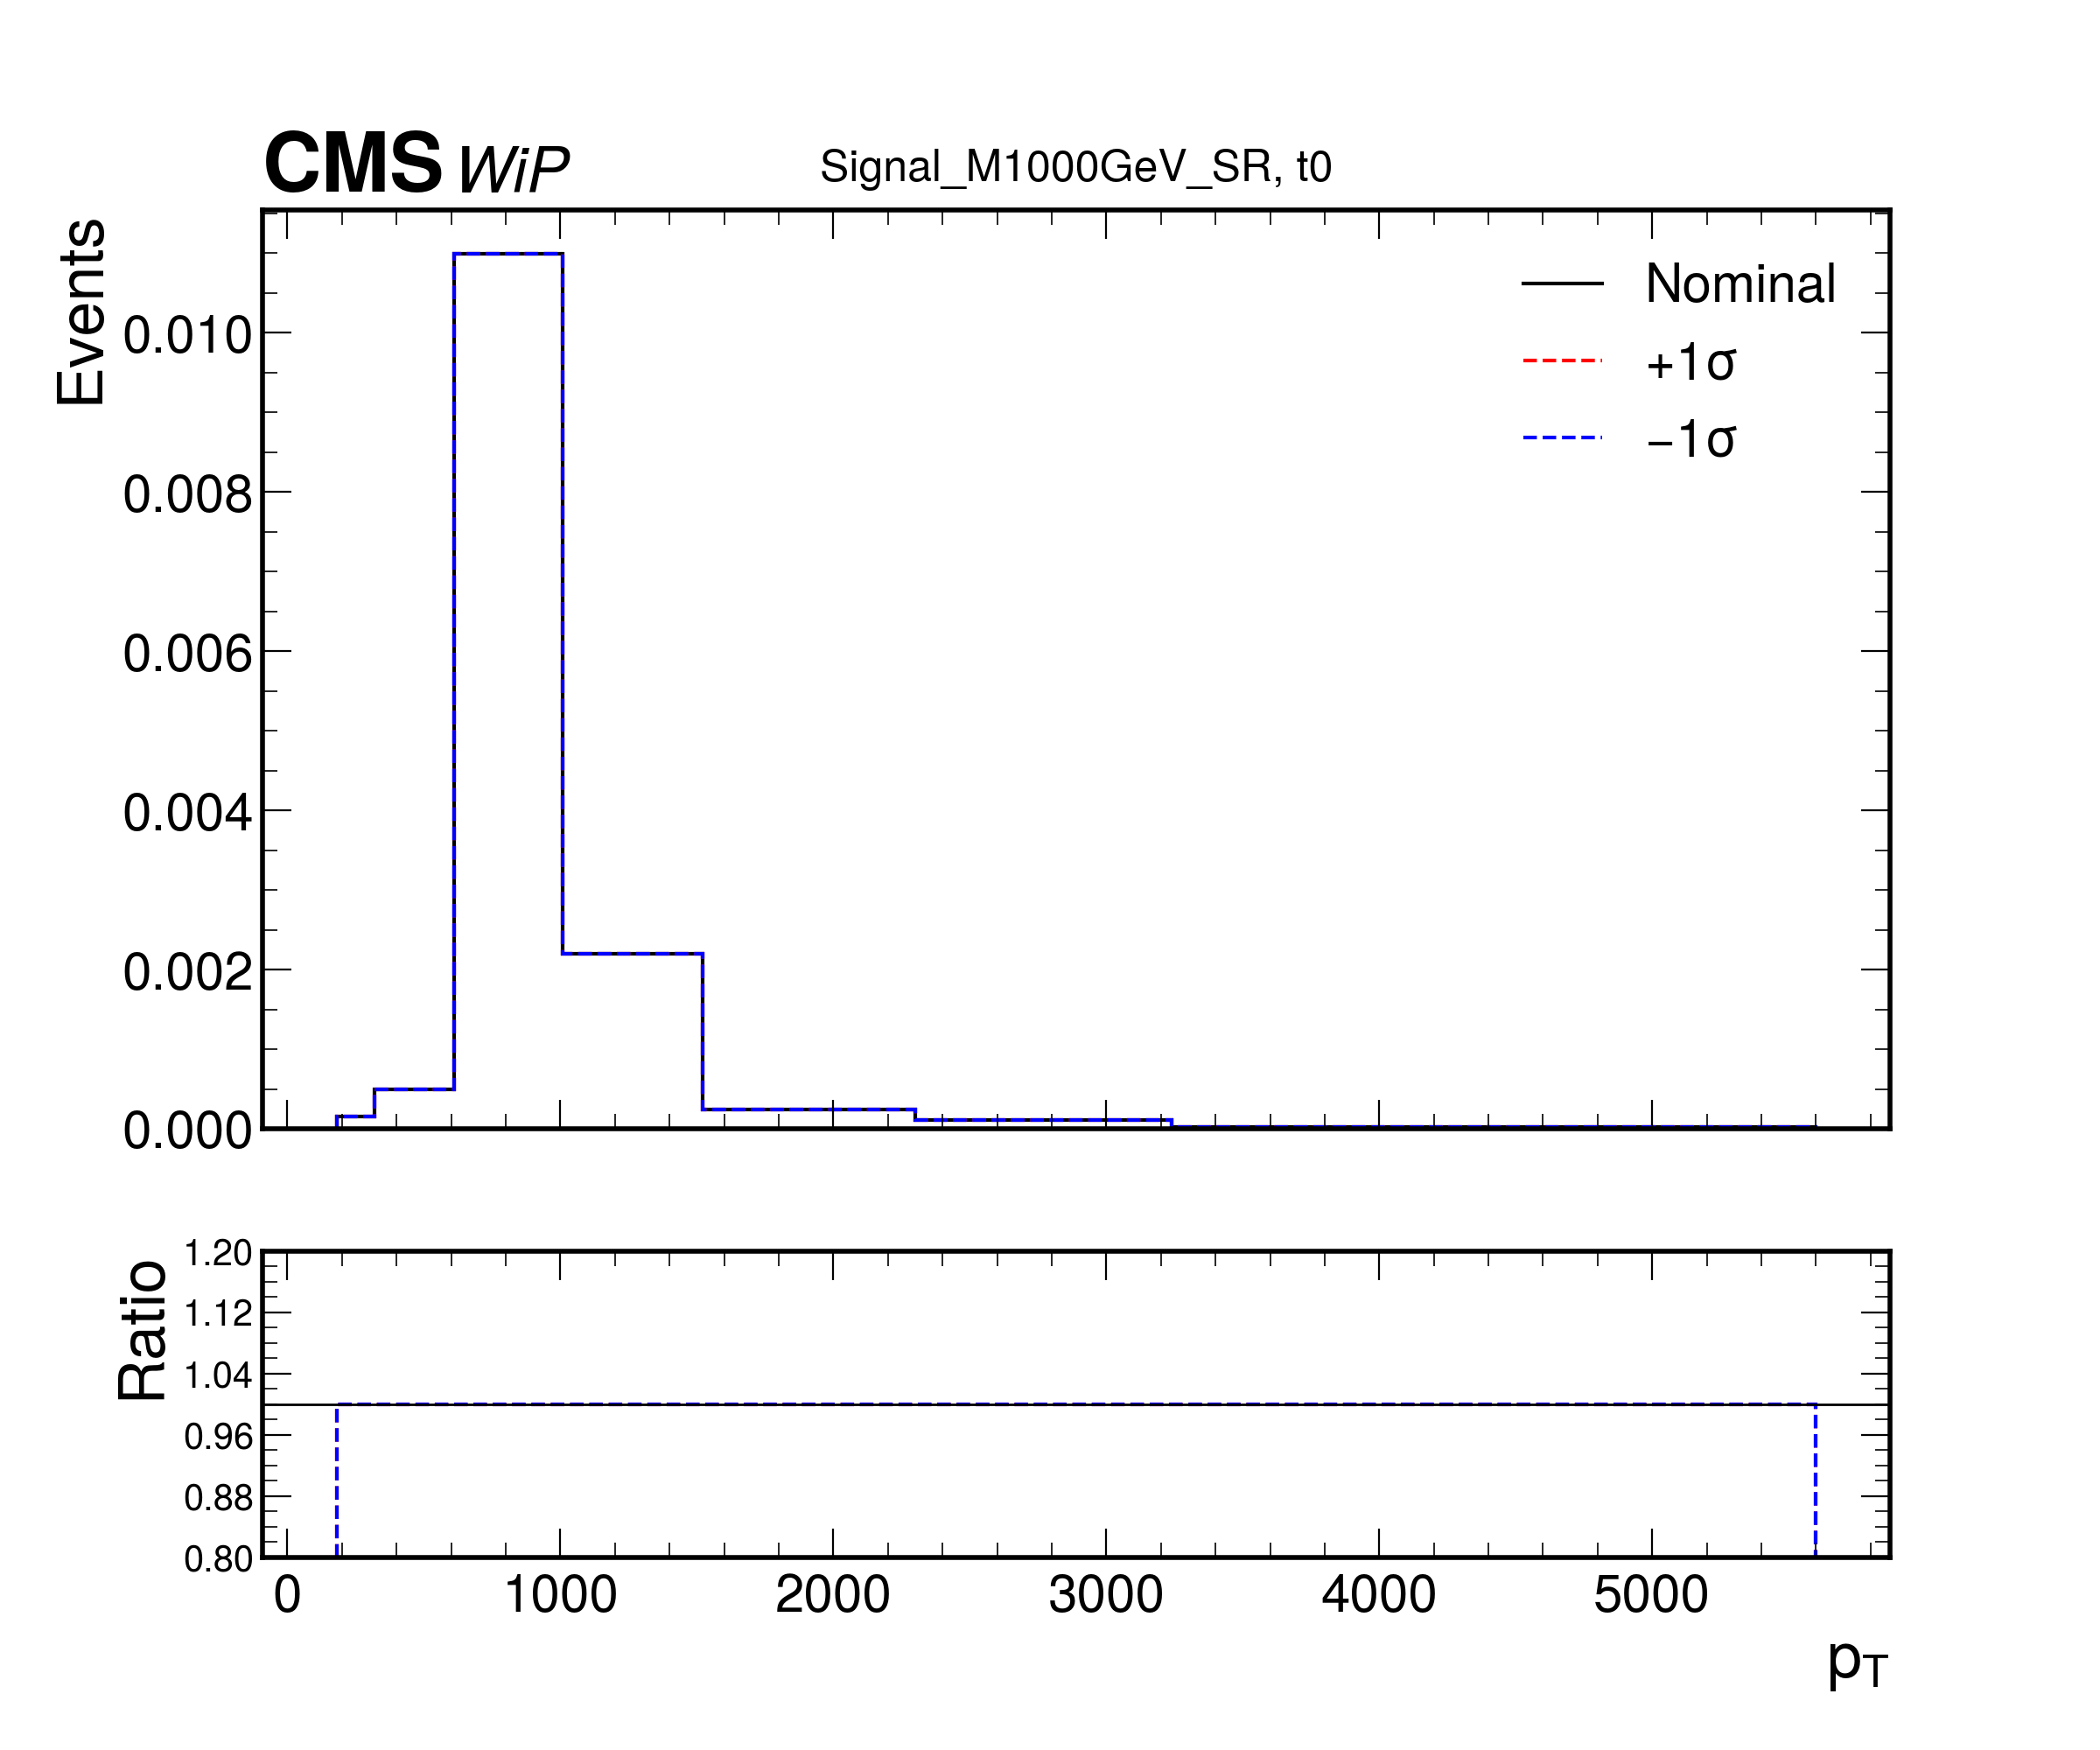 CMS WiP
Signal_M1000GeV_SR, t0
Events
0.010
0.008
0.006
0.004
0.002
0.000
Nominal
+1σ
−1σ
Ratio
1.20
1.12
1.04
0.96
0.88
0.80
0 1000 2000 3000 4000 5000
pT